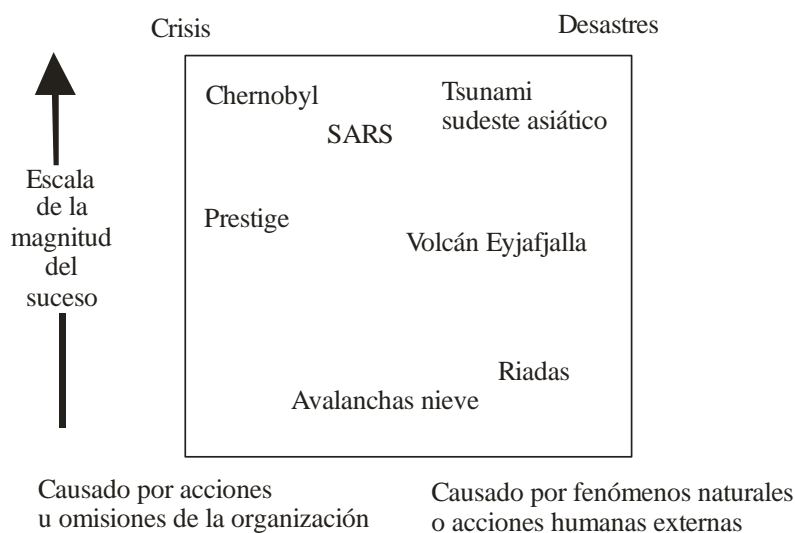 Crisis
Desastres
Chernobyl
Tsunami
sudeste asiático
SARS
Escala
de la
magnitud
del
suceso
Prestige
Volcán Eyjafjalla
Riadas
Avalanchas nieve
Causado por acciones
u omisiones de la organización
Causado por fenómenos naturales
o acciones humanas externas